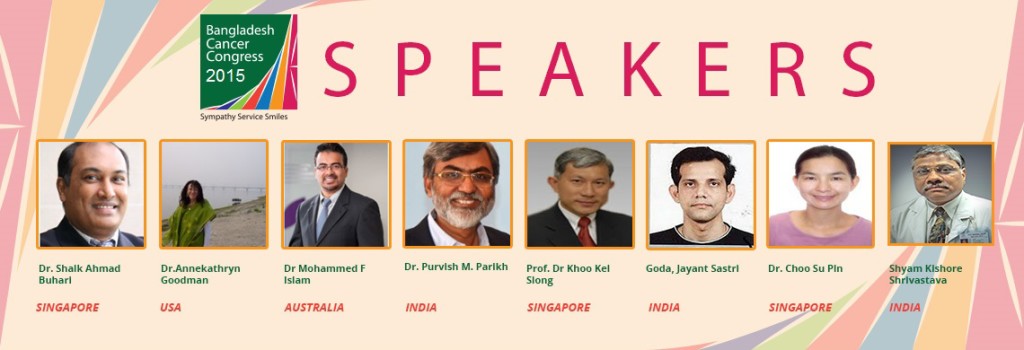 Bangladesh
Cancer
Congress
2015
Sympathy Service Smiles
SPEAKERS
Dr. Shaik Ahmad
Buhari
SINGAPORE
Dr.Annekathryn
Goodman
USA
Dr Mohammed F
Islam
AUSTRALIA
Dr. Purvish M. Parikh
INDIA
Prof. Dr Khoo Kei
Siong
SINGAPORE
Goda, Jayant Sastri
INDIA
Dr. Choo Su Pin
SINGAPORE
Shyam Kishore
Shrivastava
INDIA